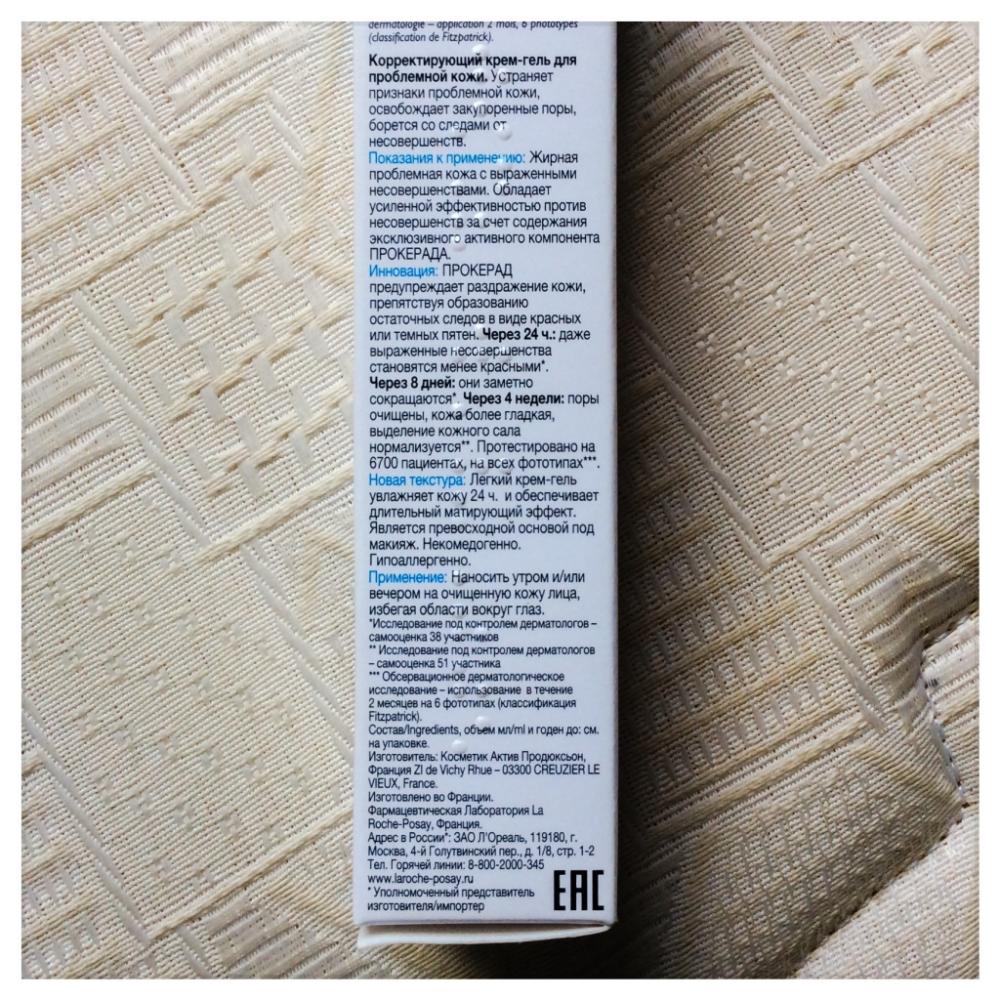 dermatologie – application 2 mois, 6 phototypes
(classification de Fitzpatrick).
Корректирующий крем-гель для
проблемной кожи. Устраняет
признаки проблемной кожи,
освобождает закупоренные поры,
борется со следами от
несовершенств.
Показания к применению: Жирная
проблемная кожа с выраженными
несовершенствами. Обладает
усиленной эффективностью против
несовершенств за счет содержания
эксклюзивного активного компонента
ПРОКЕРАДА.
Инновация: ПРОКЕРАД
предупреждает раздражение кожи,
препятствуя образованию
остаточных следов в виде красных
или темных пятен. Через 24 ч.: даже
выраженные несовершенства
становятся менее красными*.
Через 8 дней: они заметно
сокращаются*. Через 4 недели: поры
очищены, кожа более гладкая,
выделение кожного сала
нормализуется**. Протестировано на
6700 пациентах, на всех фототипах***.
Новая текстура: Легкий крем-гель
увлажняет кожу 24 ч. и обеспечивает
длительный матирующий эффект.
Является превосходной основой под
макияж. Некомедогенно.
Гипоаллергенно.
Применение: Наносить утром и/или
вечером на очищенную кожу лица,
избегая области вокруг глаз.
*Исследование под контролем дерматологов –
самооценка 38 участников
** Исследование под контролем дерматологов
– самооценка 51 участника
*** Обсервационное дерматологическое
исследование – использование в течение
2 месяцев на 6 фототипах (классификация
Fitzpatrick).
Состав/Ingredients, объем мл/ml и годен до: см.
на упаковке.
Изготовитель: Косметик Актив Продюксьон,
Франция ZI de Vichy Rhue – 03300 CREUZIER LE
VIEUX, France.
Изготовлено во Франции.
Фармацевтическая Лаборатория La
Roche-Posay, Франция.
Адрес в России*: ЗАО Л'Ореаль, 119180, г.
Москва, 4-й Голутвинский пер., д. 1/8, стр. 1-2
Тел. Горячей линии: 8-800-2000-345
www.laroche-posay.ru
* Уполномоченный представитель
изготовителя/импортер
EAC